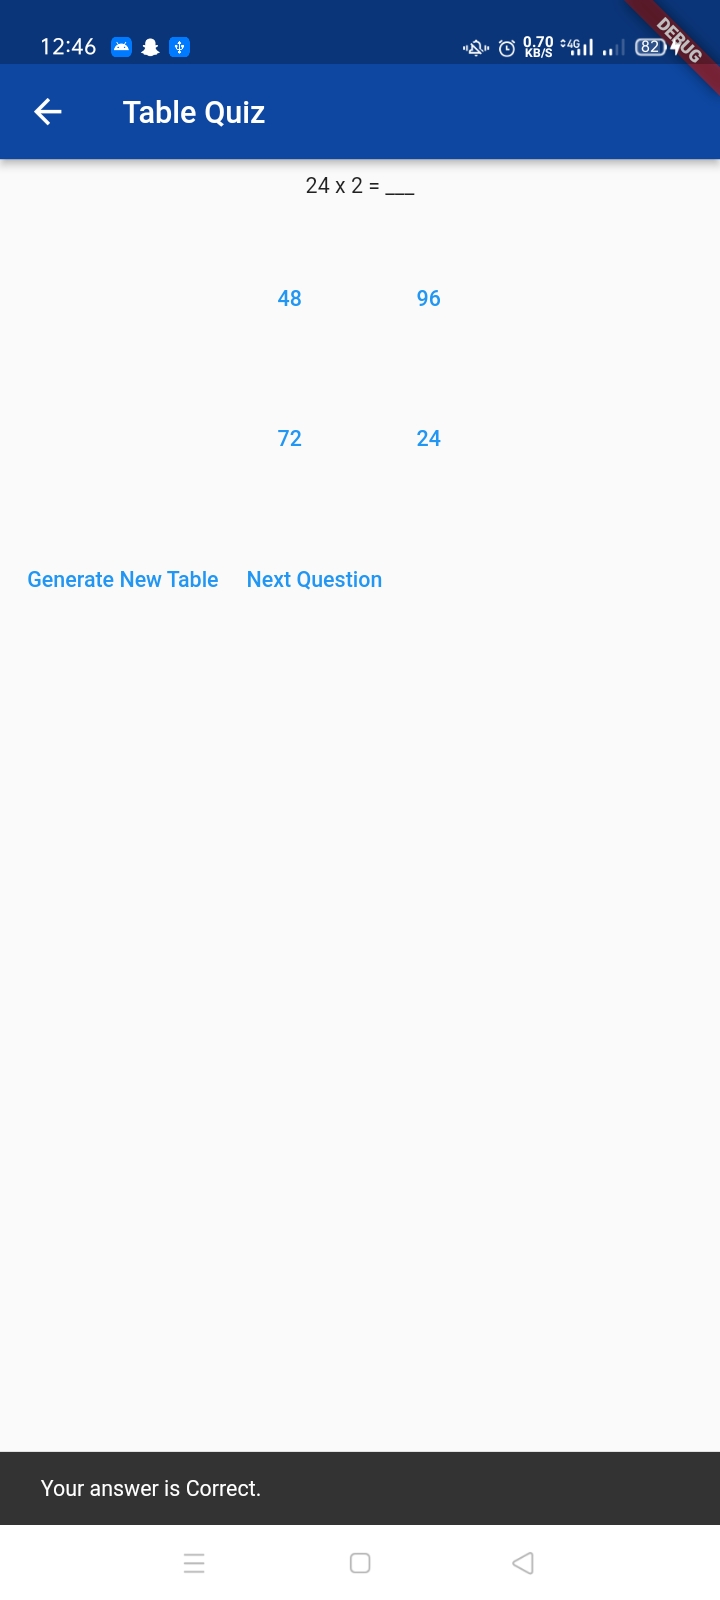 12:46
0.70
KB/S
4G
82
DEBUG
Table Quiz
24 x 2 = ___
48 96
72 24
Generate New Table Next Question
Your answer is Correct.